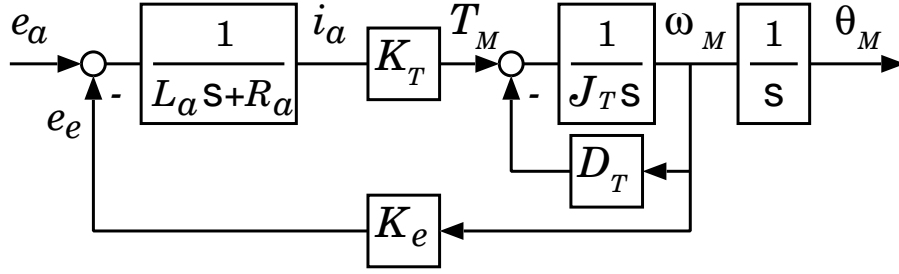 e_a
-
e_e
1
L_a s+R_a
i_a
K_T
T_M
-
1
J_T s
ω_M
1
s
θ_M
D_T
K_e